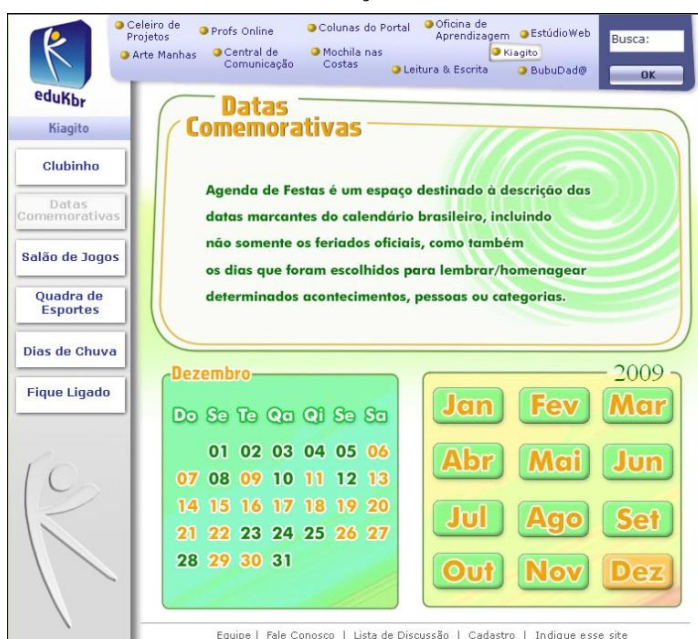 Celeiro de Projetos
Profs Online
Colunas do Portal
Oficina de Aprendizagem
EstúdioWeb
Arte Manhas
Central de Comunicação
Mochila nas Costas
Kiagito
Leitura & Escrita
BubuDad@
Busca:
OK
eduKbr
Kiagito
Clubinho
Datas
Comemorativas
Salão de Jogos
Quadra de
Esportes
Dias de Chuva
Fique Ligado
Datas
Comemorativas
Agenda de Festas é um espaço destinado à descrição das
datas marcantes do calendário brasileiro, incluindo
não somente os feriados oficiais, como também
os dias que foram escolhidos para lembrar/homenagear
determinados acontecimentos, pessoas ou categorias.
Dezembro
Do Se Te Qa Qi Se Sa
01 02 03 04 05 06
07 08 09 10 11 12 13
14 15 16 17 18 19 20
21 22 23 24 25 26 27
28 29 30 31
2009
Jan Fev Mar
Abr Mai Jun
Jul Ago Set
Out Nov Dez
Equipe | Fale Conosco | Lista de Discussão | Cadastro | Indique esse site